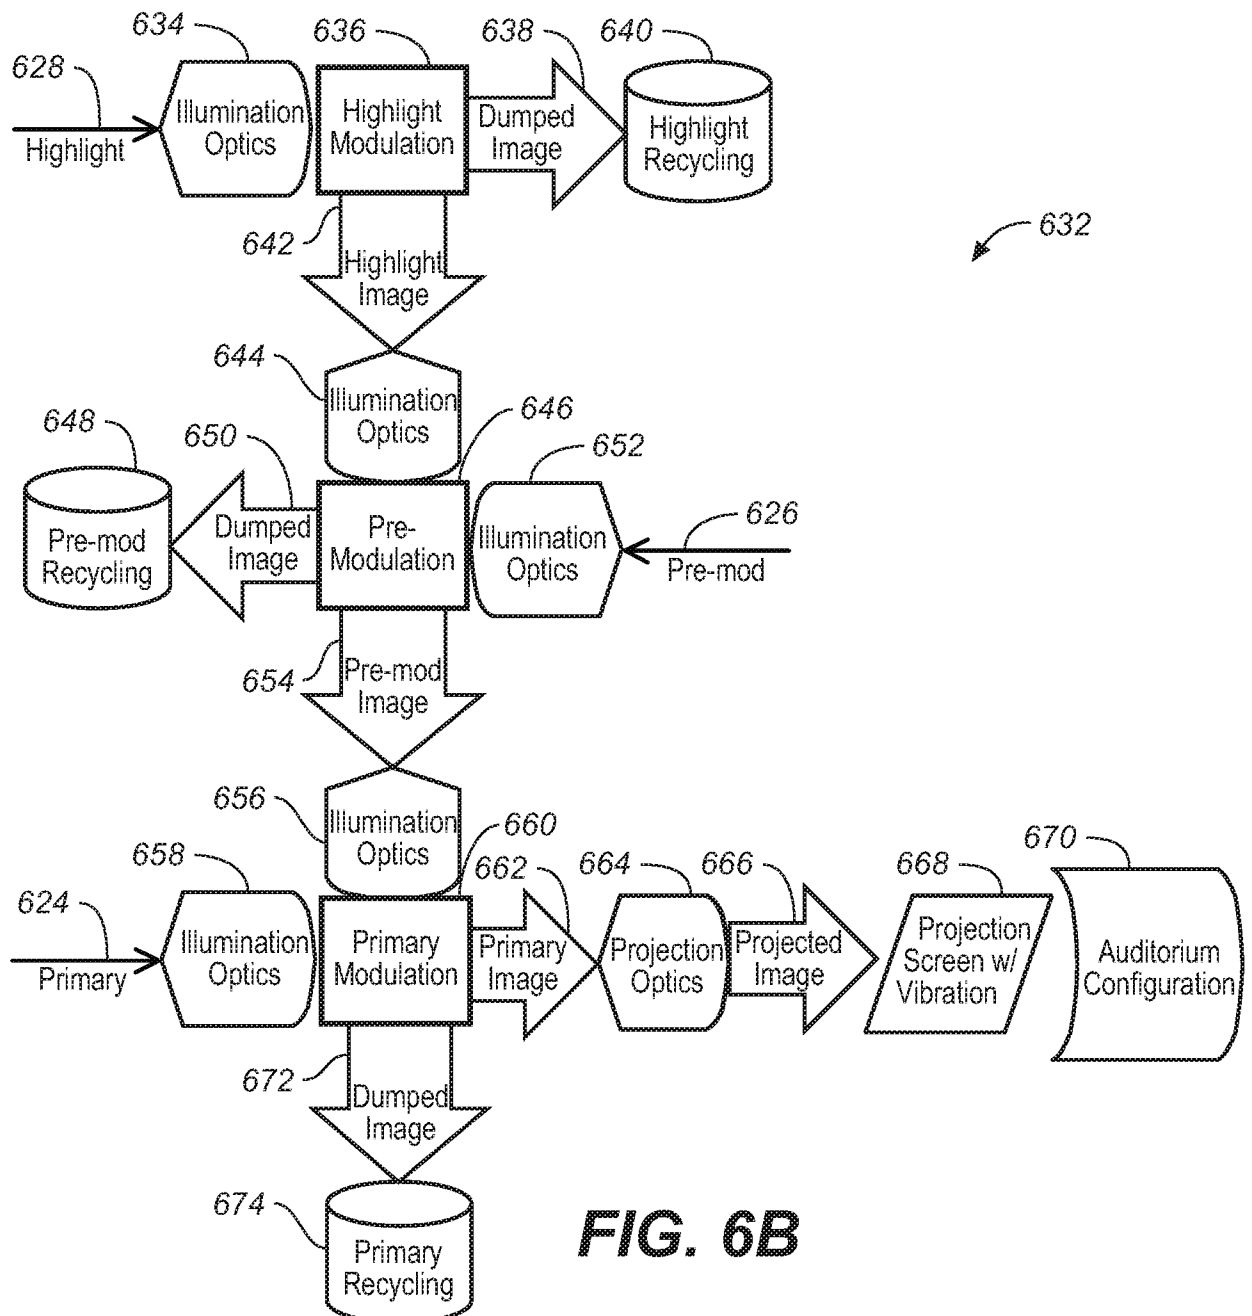 634
636
638
640
628
Highlight
Illumination
Optics
Highlight
Modulation
Dumped
Image
Highlight
Recycling
642
632
Highlight
Image
644
Illumination
Optics
646
648
650
652
Pre-mod
Recycling
Dumped
Image
Pre-
Modulation
Illumination
Optics
626
Pre-mod
654
Pre-mod
Image
656
Illumination
Optics
660
658
662
664
666
668
670
624
Primary
Illumination
Optics
Primary
Modulation
Primary
Image
Projection
Optics
Projected
Image
Projection
Screen w/
Vibration
Auditorium
Configuration
672
Dumped
Image
674
Primary
Recycling
FIG. 6B